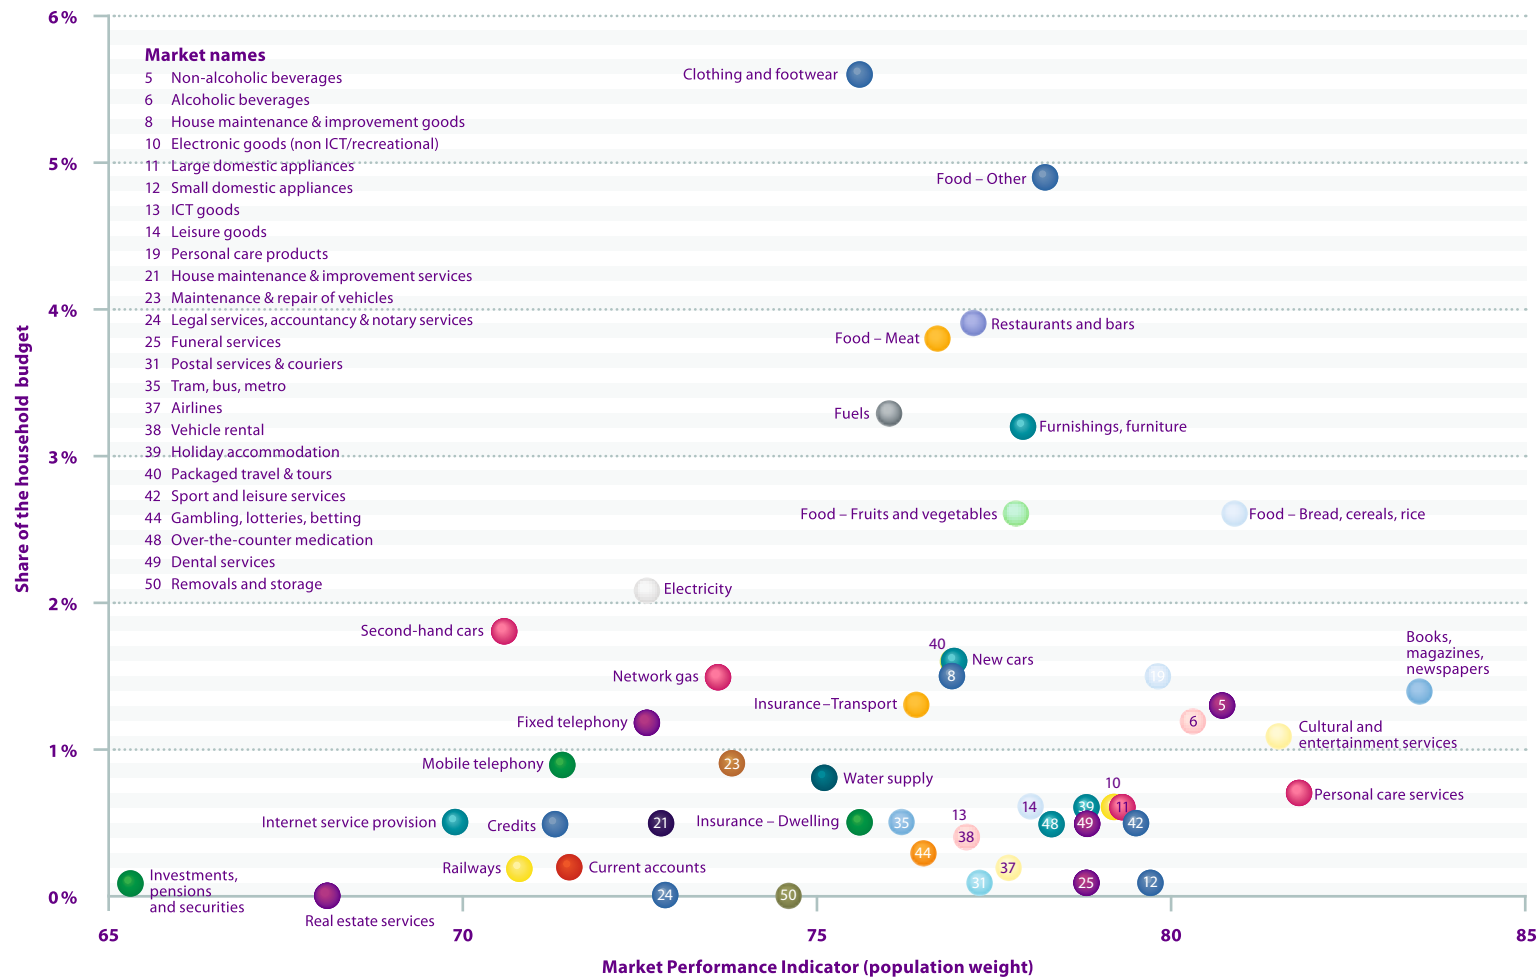 6 %
5 %
4 %
3 %
2 %
1 %
0 %
Share of the household budget
Market names
5 Non-alcoholic beverages
6 Alcoholic beverages
8 House maintenance & improvement goods
10 Electronic goods (non ICT/recreational)
11 Large domestic appliances
12 Small domestic appliances
13 ICT goods
14 Leisure goods
19 Personal care products
21 House maintenance & improvement services
23 Maintenance & repair of vehicles
24 Legal services, accountancy & notary services
25 Funeral services
31 Postal services & couriers
35 Tram, bus, metro
37 Airlines
38 Vehicle rental
39 Holiday accommodation
40 Packaged travel & tours
42 Sport and leisure services
44 Gambling, lotteries, betting
48 Over-the-counter medication
49 Dental services
50 Removals and storage
Clothing and footwear
Food – Other
Restaurants and bars
Food – Meat
Fuels
Furnishings, furniture
Food – Fruits and vegetables
Food – Bread, cereals, rice
Electricity
Second-hand cars
40
New cars
8
Network gas
19
Books,
magazines,
newspapers
Insurance –Transport
5
6
Fixed telephony
Cultural and
entertainment services
Mobile telephony
23
Water supply
10
Personal care services
14
39
11
Internet service provision
Credits
21
Insurance – Dwelling
35
13
38
48
49
42
44
Railways
Current accounts
37
Investments,
pensions
and securities
31
25
12
Real estate services
24
50
65
70
75
80
85
Market Performance Indicator (population weight)